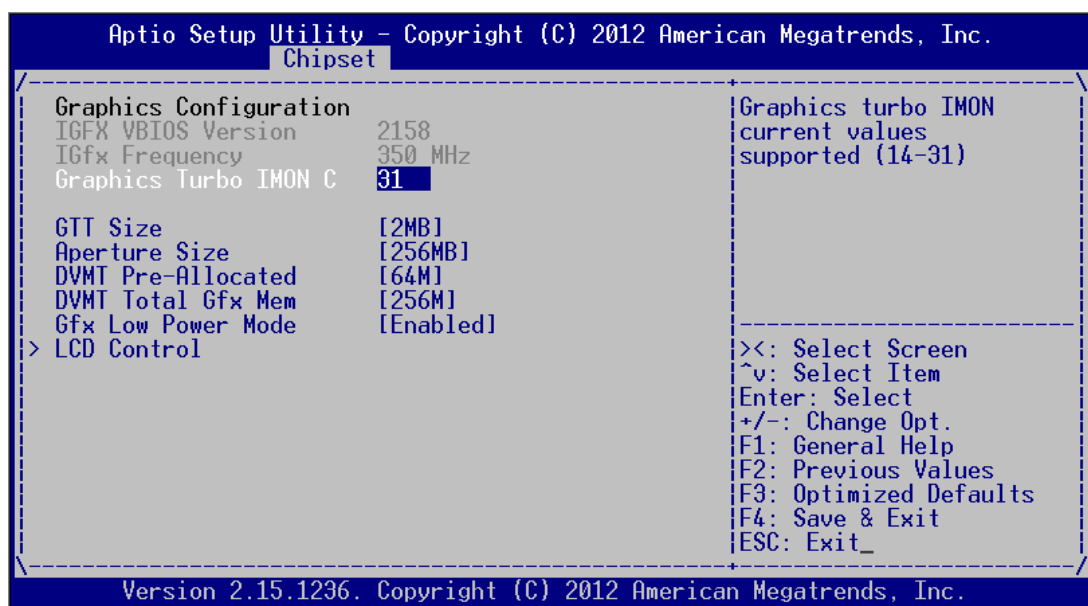 Aptio Setup Utility - Copyright (C) 2012 American Megatrends, Inc.
Chipset
Graphics Configuration
IGFX VBIOS Version 2158
IGfx Frequency 350 MHz
Graphics Turbo IMON C 31
GTT Size [2MB]
Aperture Size [256MB]
DVMT Pre-Allocated [64M]
DVMT Total Gfx Mem [256M]
Gfx Low Power Mode [Enabled]
> LCD Control
Graphics turbo IMON
current values
supported (14-31)
><: Select Screen
^v: Select Item
Enter: Select
+/-: Change Opt.
F1: General Help
F2: Previous Values
F3: Optimized Defaults
F4: Save & Exit
ESC: Exit_
Version 2.15.1236. Copyright (C) 2012 American Megatrends, Inc.